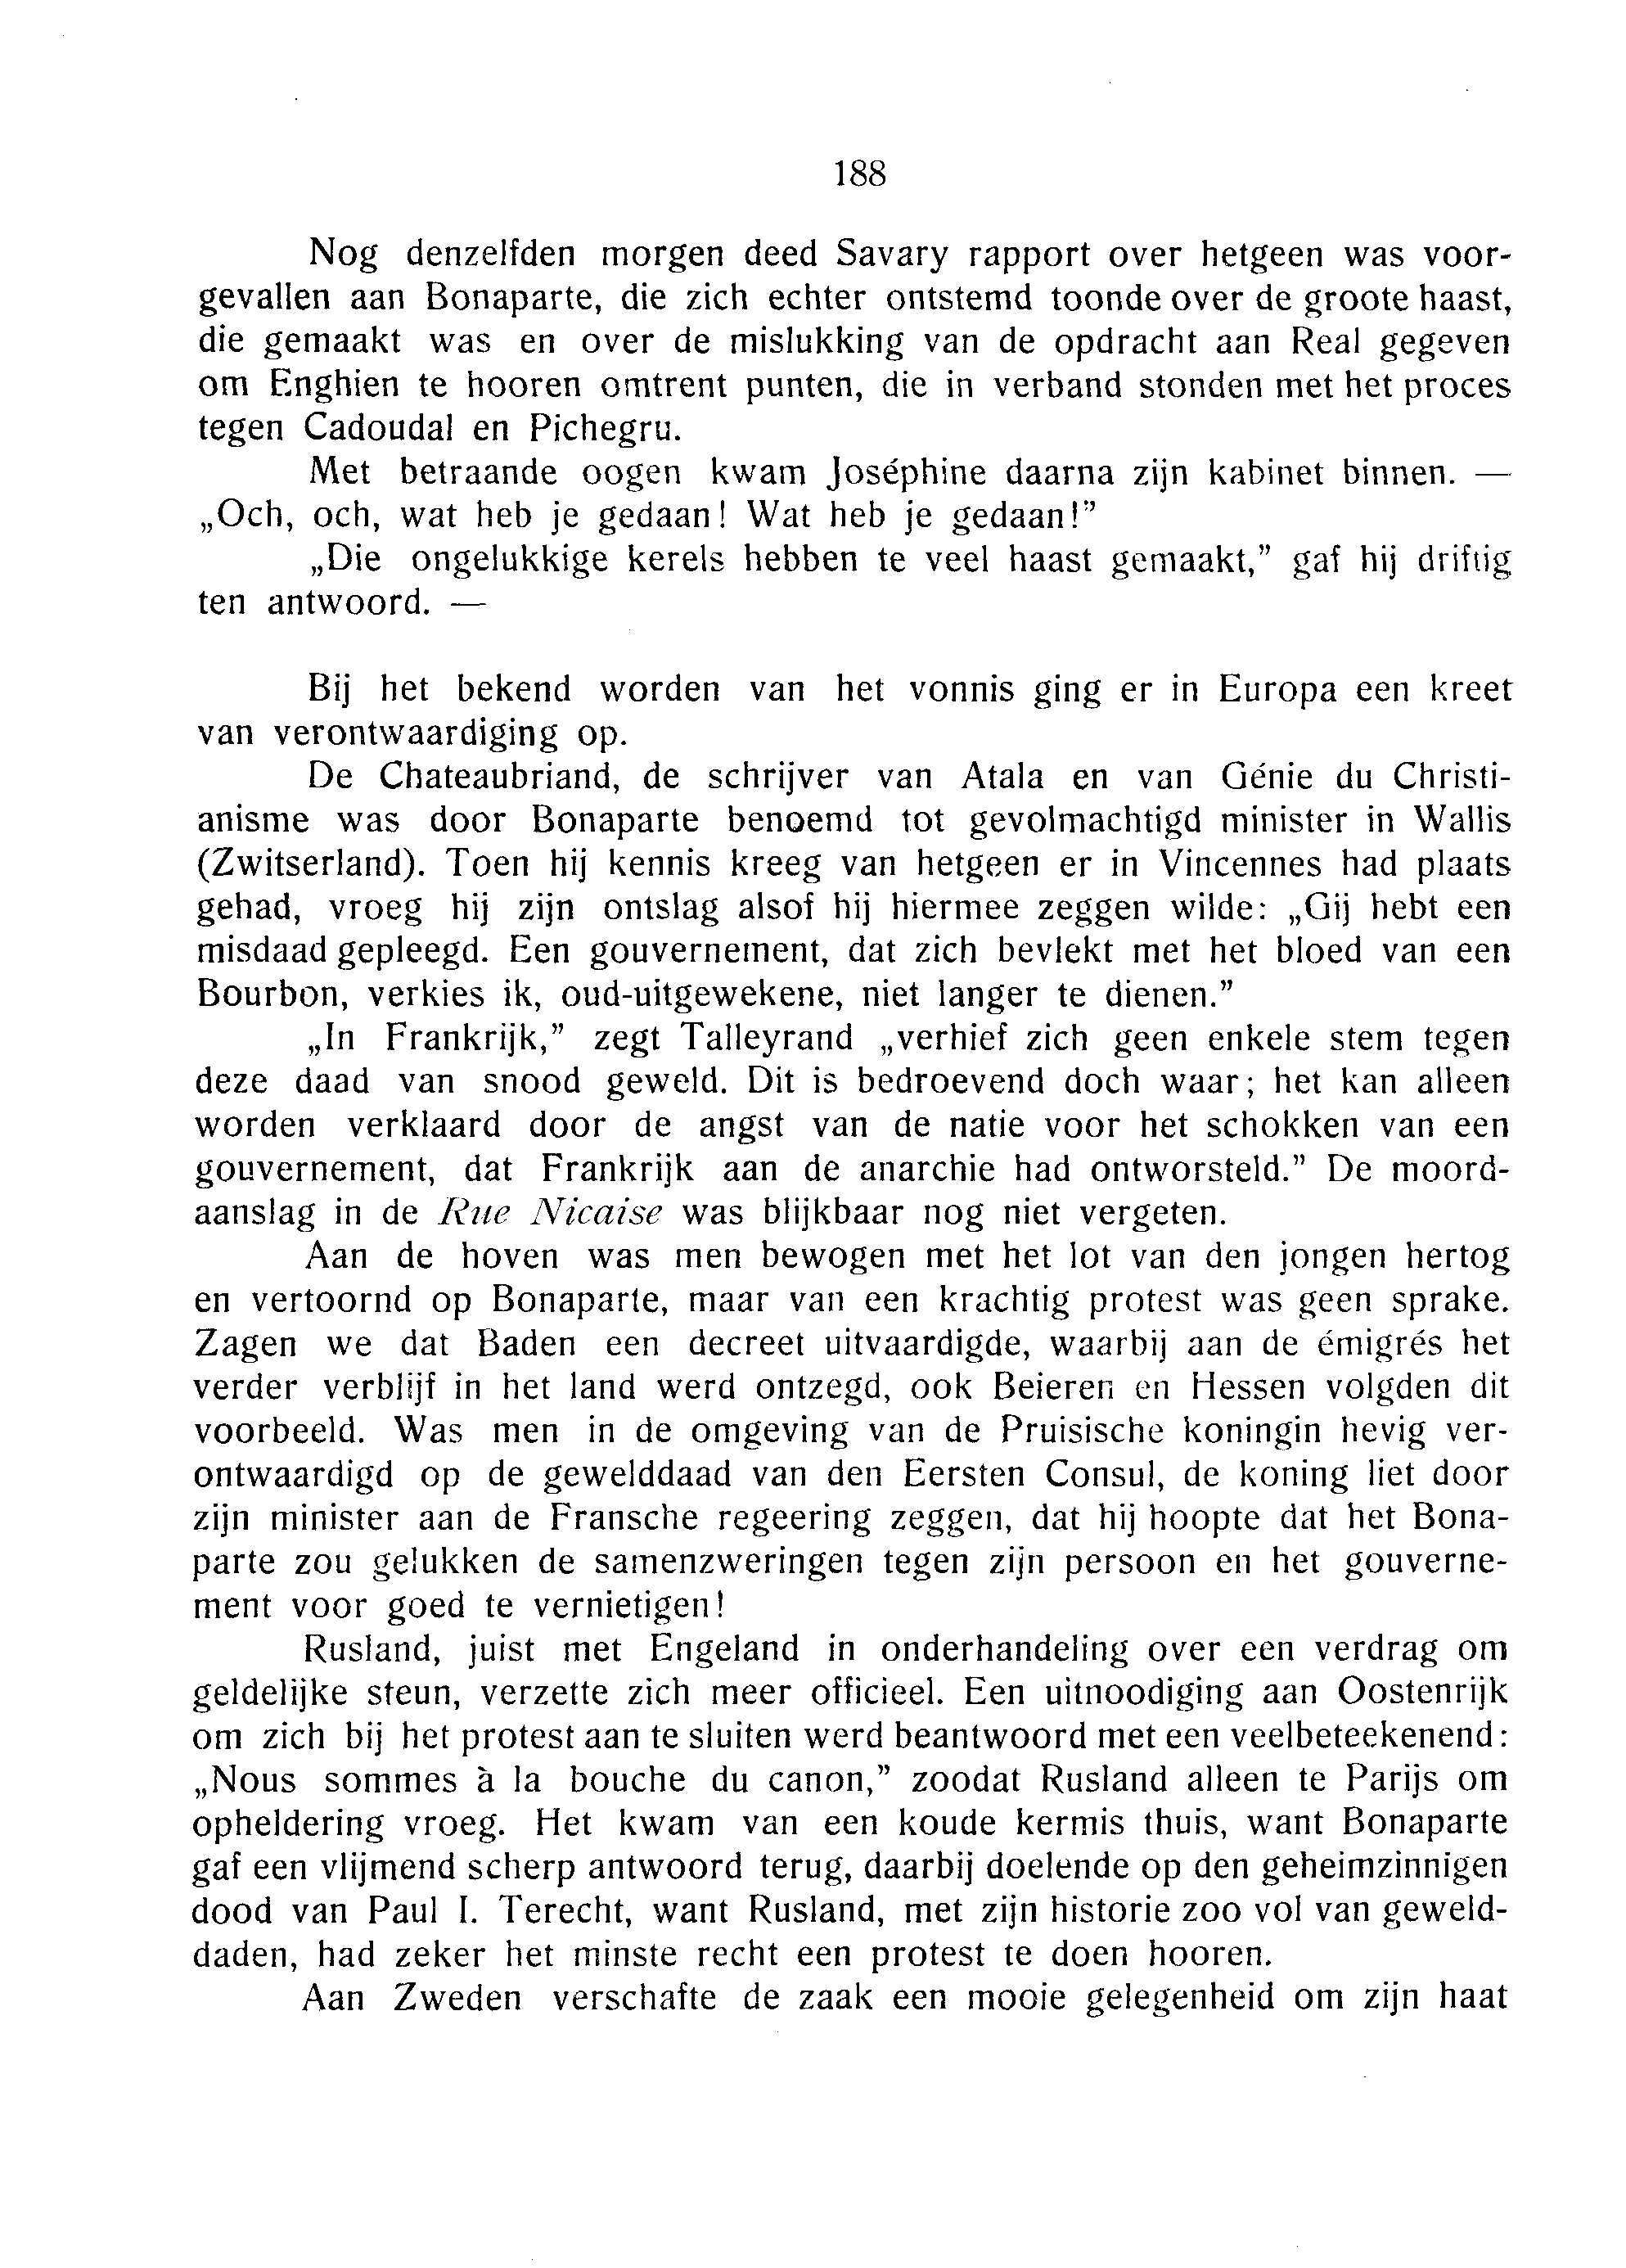 188
Nog denzelfden morgen deed Savary rapport over hetgeen was voor-
gevallen aan Bonaparte, die zich echter ontstemd toonde over de groote haast,
die gemaakt was en over de mislukking van de opdracht aan Real gegeven
om Enghien te hooren omtrent punten, die in verband stonden met het proces
tegen Cadoudal en Pichegru.
Met betraande oogen kwam Joséphine daarna zijn kabinet binnen. —
„Och, och, wat heb je gedaan! Wat heb je gedaan!”
„Die ongelukkige kerels hebben te veel haast gemaakt,” gaf hij driftig
ten antwoord. —
Bij het bekend worden van het vonnis ging er in Europa een kreet
van verontwaardiging op.
De Chateaubriand, de schrijver van Atala en van Génie du Christi-
anisme was door Bonaparte benoemd tot gevolmachtigd minister in Wallis
(Zwitserland). Toen hij kennis kreeg van hetgeen er in Vincennes had plaats
gehad, vroeg hij zijn ontslag alsof hij hiermee zeggen wilde: „Gij hebt een
misdaad gepleegd. Een gouvernement, dat zich bevlekt met het bloed van een
Bourbon, verkies ik, oud-uitgewekene, niet langer te dienen.”
„In Frankrijk,” zegt Talleyrand „verhief zich geen enkele stem tegen
deze daad van snood geweld. Dit is bedroevend doch waar; het kan alleen
worden verklaard door de angst van de natie voor het schokken van een
gouvernement, dat Frankrijk aan de anarchie had ontworsteld.” De moord-
aanslag in de Rue Nicaise was blijkbaar nog niet vergeten.
Aan de hoven was men bewogen met het lot van den jongen hertog
en vertoornd op Bonaparte, maar van een krachtig protest was geen sprake.
Zagen we dat Baden een decreet uitvaardigde, waarbij aan de émigrés het
verder verblijf in het land werd ontzegd, ook Beieren en Hessen volgden dit
voorbeeld. Was men in de omgeving van de Pruisische koningin hevig ver-
ontwaardigd op de gewelddaad van den Eersten Consul, de koning liet door
zijn minister aan de Fransche regeering zeggen, dat hij hoopte dat het Bona-
parte zou gelukken de samenzweringen tegen zijn persoon en het gouverne-
ment voor goed te vernietigen!
Rusland, juist met Engeland in onderhandeling over een verdrag om
geldelijke steun, verzette zich meer officieel. Een uitnoodiging aan Oostenrijk
om zich bij het protest aan te sluiten werd beantwoord met een veelbeteekenend:
„Nous sommes à la bouche du canon,” zoodat Rusland alleen te Parijs om
opheldering vroeg. Het kwam van een koude kermis thuis, want Bonaparte
gaf een vlijmend scherp antwoord terug, daarbij doelende op den geheimzinnigen
dood van Paul I. Terecht, want Rusland, met zijn historie zoo vol van geweld-
daden, had zeker het minste recht een protest te doen hooren.
Aan Zweden verschafte de zaak een mooie gelegenheid om zijn haat